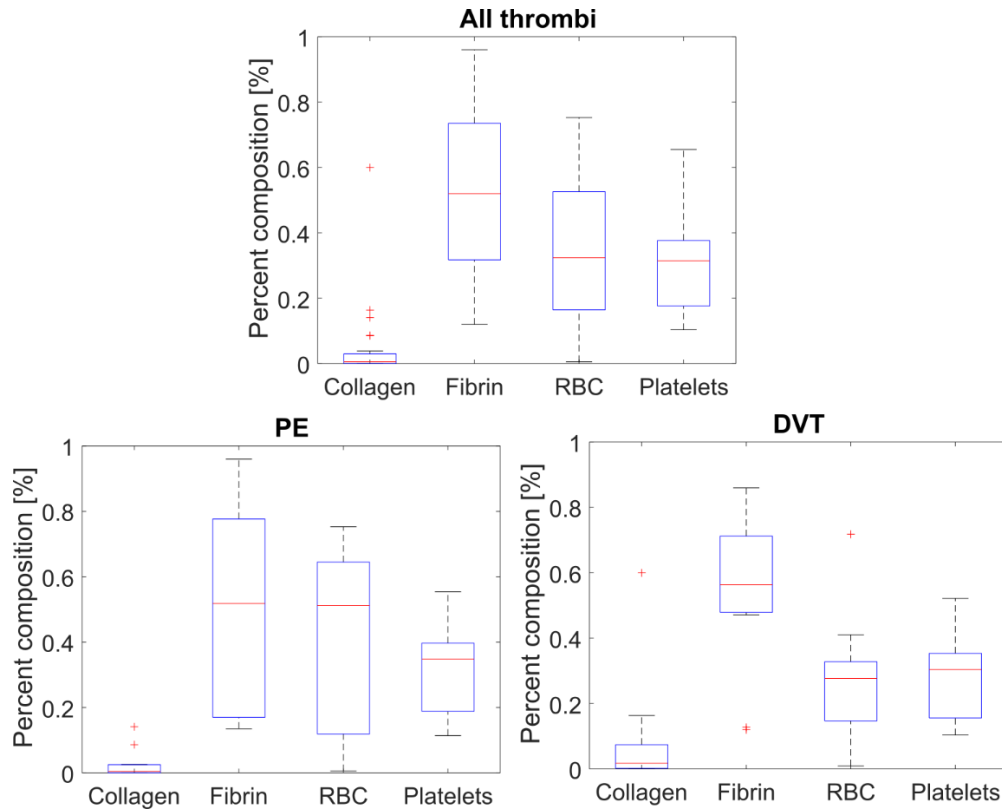 All thrombi
Percent composition [%]
1
0.8
0.6
0.4
0.2
0
Collagen Fibrin RBC Platelets
PE
Percent composition [%]
1
0.8
0.6
0.4
0.2
0
Collagen Fibrin RBC Platelets
DVT
Percent composition [%]
1
0.8
0.6
0.4
0.2
0
Collagen Fibrin RBC Platelets